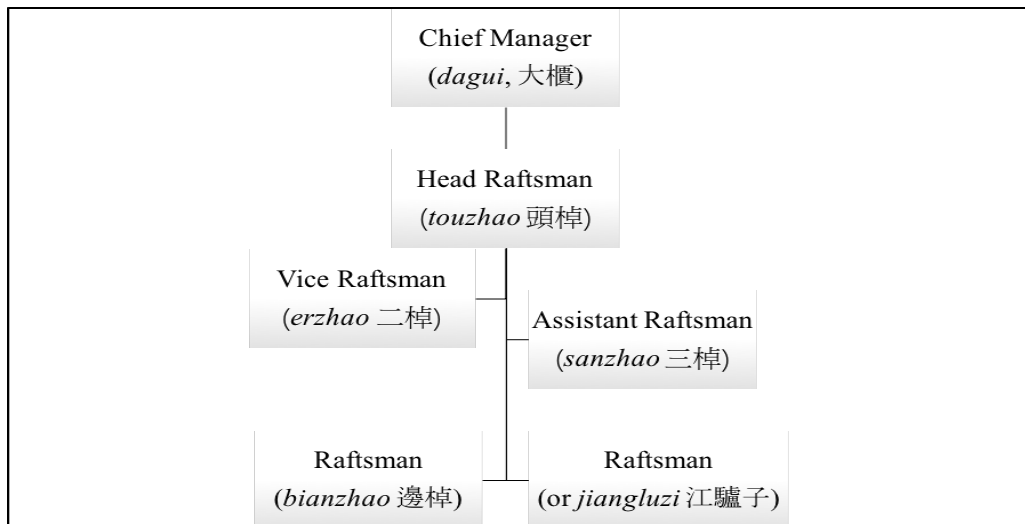 Chief Manager
(dagui, 大櫃)
Head Raftsman
(touzhao 頭棹)
Vice Raftsman
(erzhao 二棹)
Assistant Raftsman
(sanzhao 三棹)
Raftsman
(bianzhao 邊棹)
Raftsman
(or jiangluzi 江驢子)